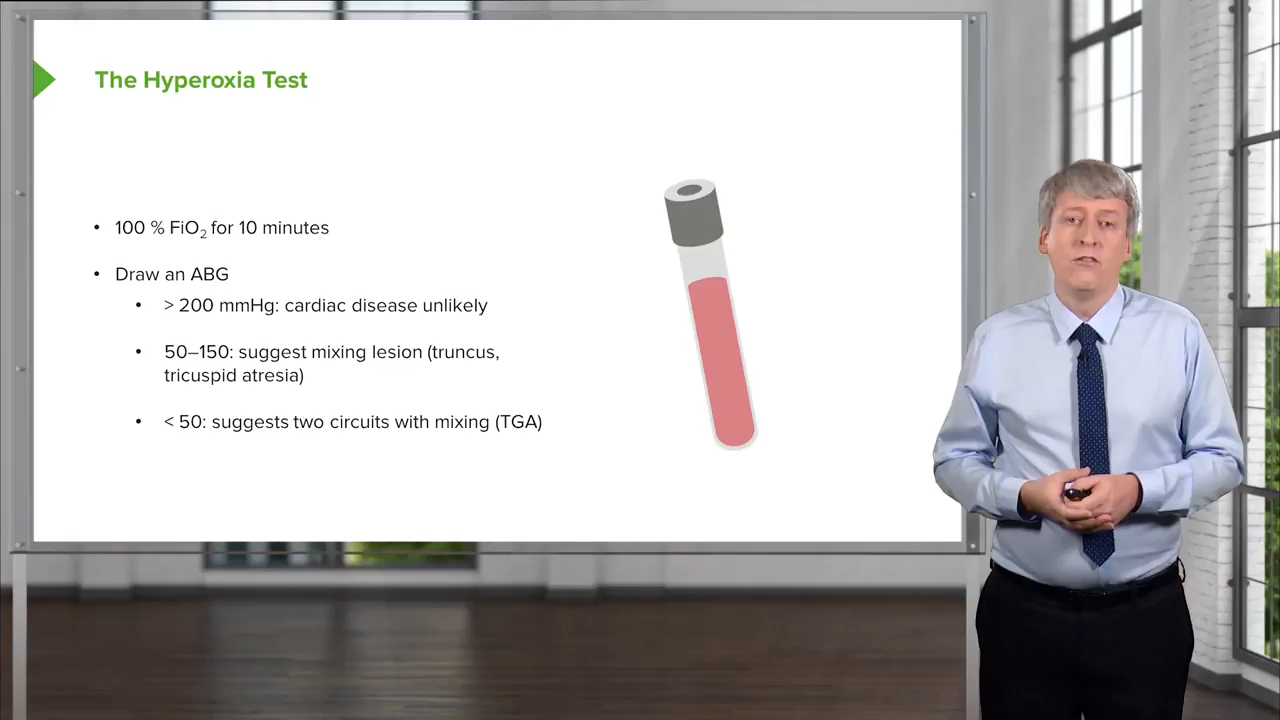 The Hyperoxia Test
• 100 % FiO₂ for 10 minutes
• Draw an ABG
• > 200 mmHg: cardiac disease unlikely
• 50–150: suggest mixing lesion (truncus,
tricuspid atresia)
• < 50: suggests two circuits with mixing (TGA)